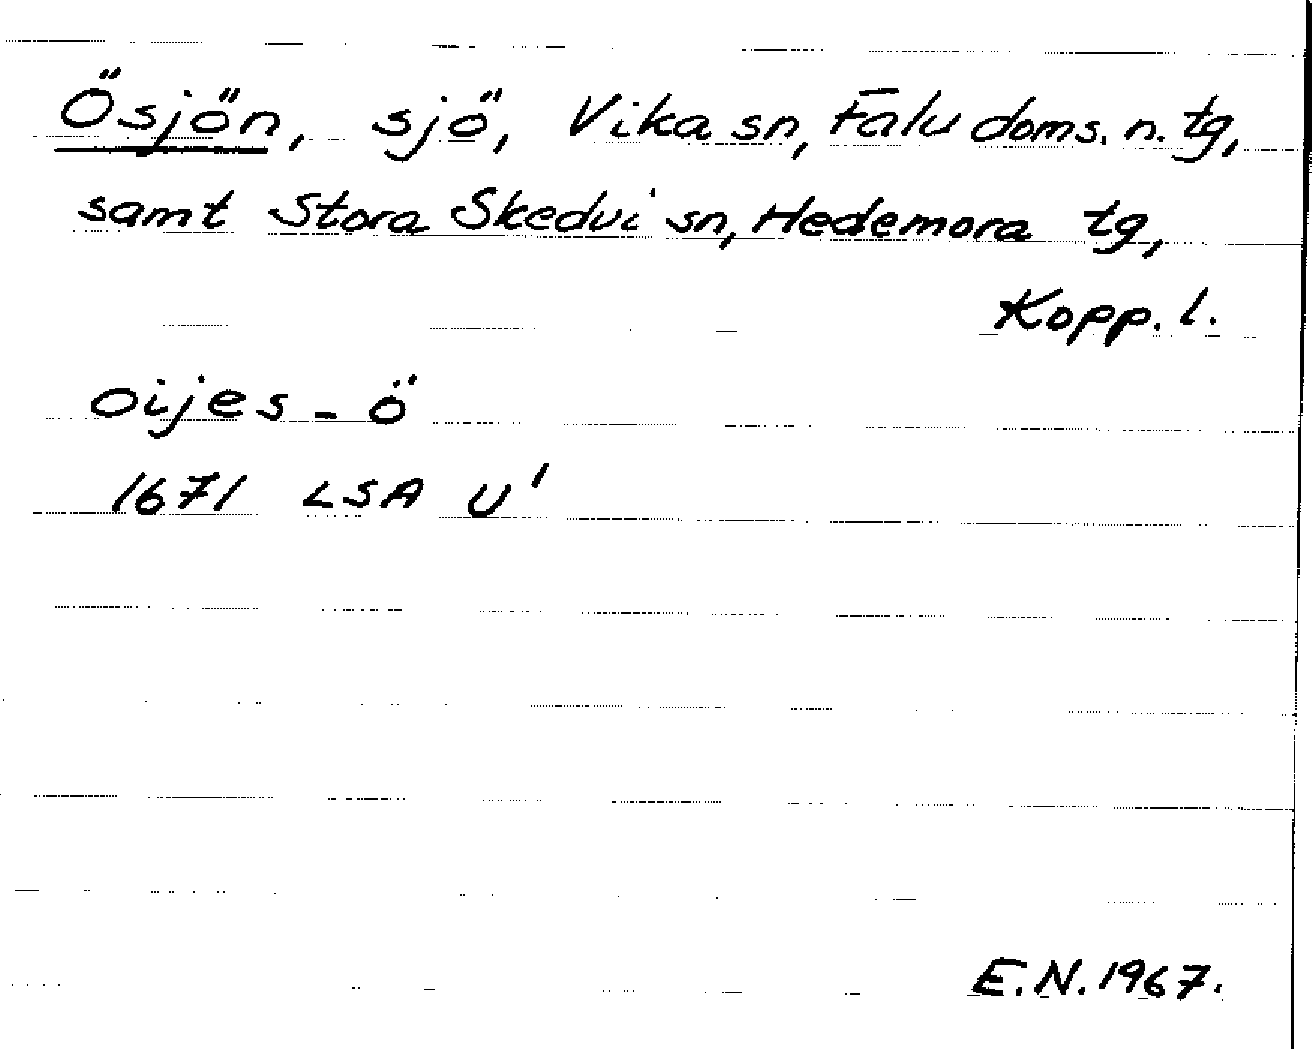 Ösjön, sjö, Vika sn, Falu doms. n. tg,
samt Stora Skedvi sn, Hedemora tg,
Kopp. l.
oijes - ö
1671 LSA U'
E.N. 1967.